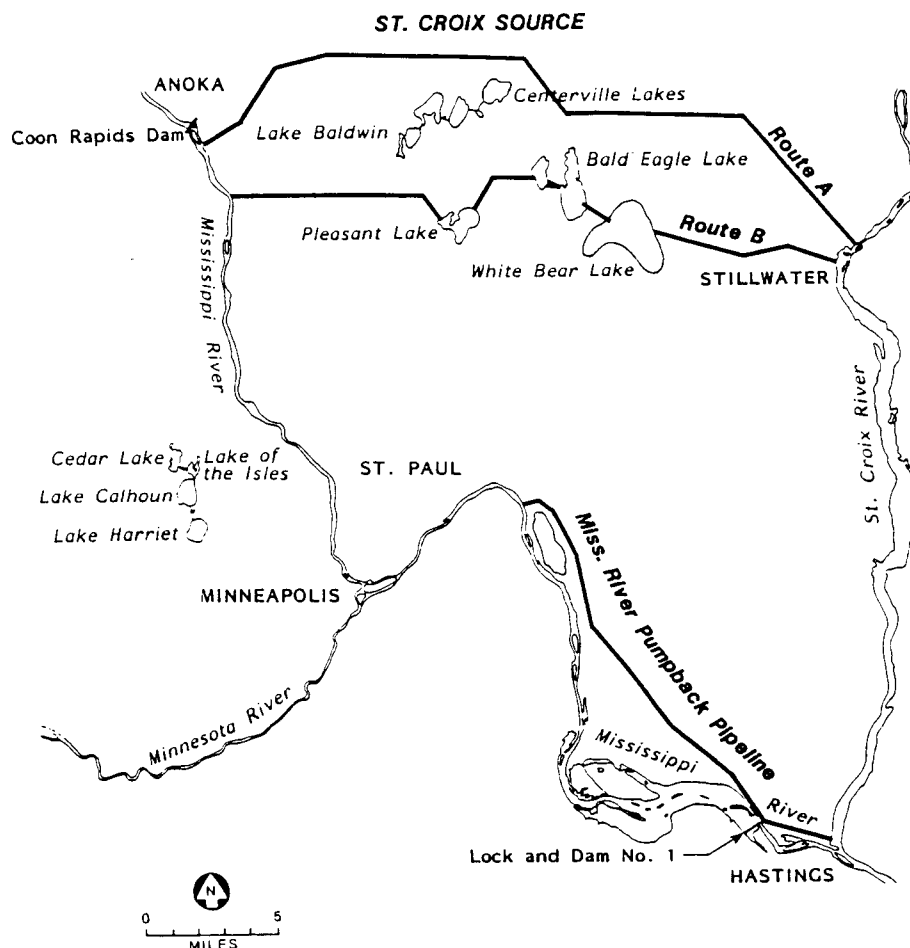 ST. CROIX SOURCE
ANOKA
Centerville Lakes
Coon Rapids Dam
Lake Baldwin
Bald Eagle Lake
Route A
Mississippi River
Pleasant Lake
Route B
White Bear Lake
STILLWATER
St. Croix River
Cedar Lake
Lake of
the Isles
ST. PAUL
Lake Calhoun
Lake Harriet
Miss. River Pumpback Pipeline
MINNEAPOLIS
Minnesota River
Mississippi
River
Lock and Dam No. 1
HASTINGS
N
0 5
MILES